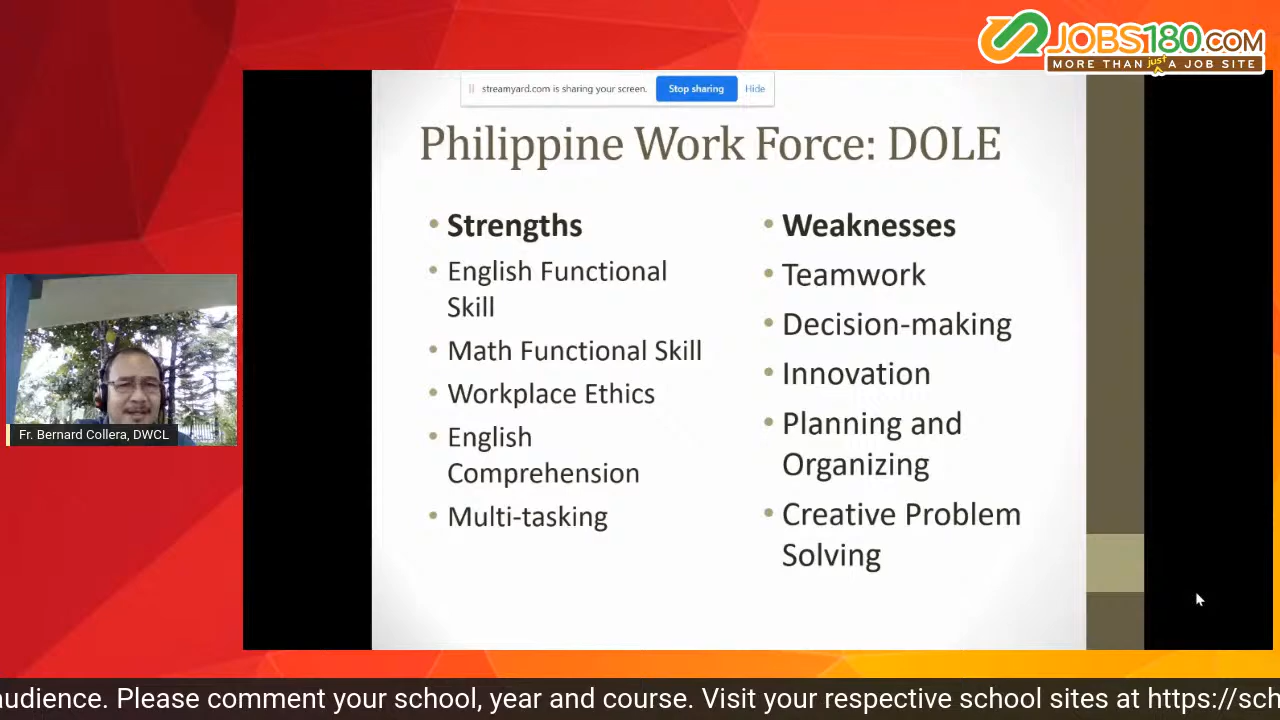 JOBS180.COM
MORE THAN just A JOB SITE
streamyard.com is sharing your screen.
Stop sharing
Hide
Philippine Work Force: DOLE
• Strengths
• English Functional
Skill
• Math Functional Skill
• Workplace Ethics
• English
Comprehension
• Multi-tasking
• Weaknesses
• Teamwork
• Decision-making
• Innovation
• Planning and
Organizing
• Creative Problem
Solving
Fr. Bernard Collera, DWCL
audience. Please comment your school, year and course. Visit your respective school sites at https://sch